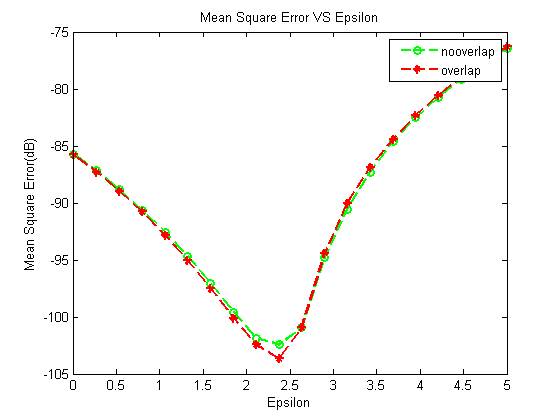 Mean Square Error VS Epsilon
-75
-80
-85
-90
-95
-100
-105
Mean Square Error(dB)
nooverlap
overlap
0 0.5 1 1.5 2 2.5 3 3.5 4 4.5 5
Epsilon